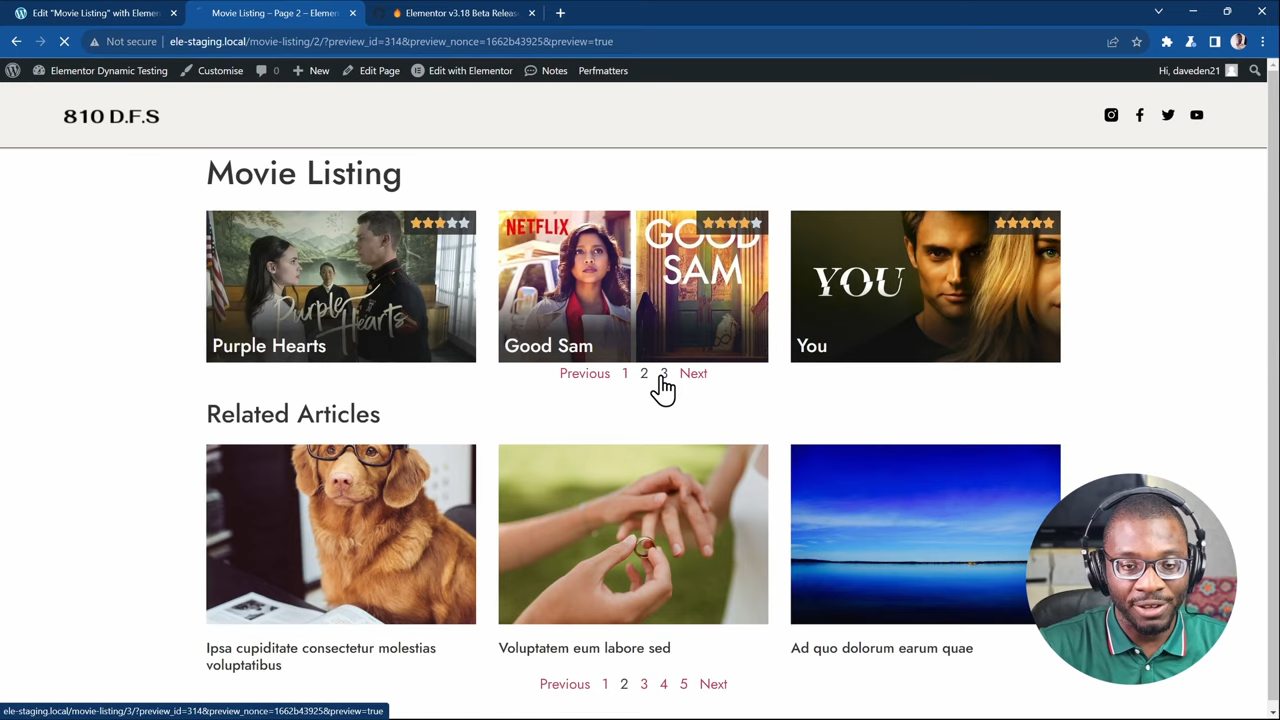 Edit "Movie Listing" with Elemen
Movie Listing – Page 2 – Elemen
Elementor v3.18 Beta Releas
Not secure
ele-staging.local/movie-listing/2/?preview_id=314&preview_nonce=1662b43925&preview=true
Elementor Dynamic Testing
Customise
0
New
Edit Page
Edit with Elementor
Notes
Perfmatters
Hi, daveden21
810 D.F.S
Movie Listing
Purple Hearts
Purple Hearts
NETFLIX
GOOD
SAM
Good Sam
YOU
You
Previous 1 2 3 Next
Related Articles
Ipsa cupiditate consectetur molestias
voluptatibus
Voluptatem eum labore sed
Ad quo dolorum earum quae
Previous 1 2 3 4 5 Next
ele-staging.local/movie-listing/3/?preview_id=314&preview_nonce=1662b43925&preview=true